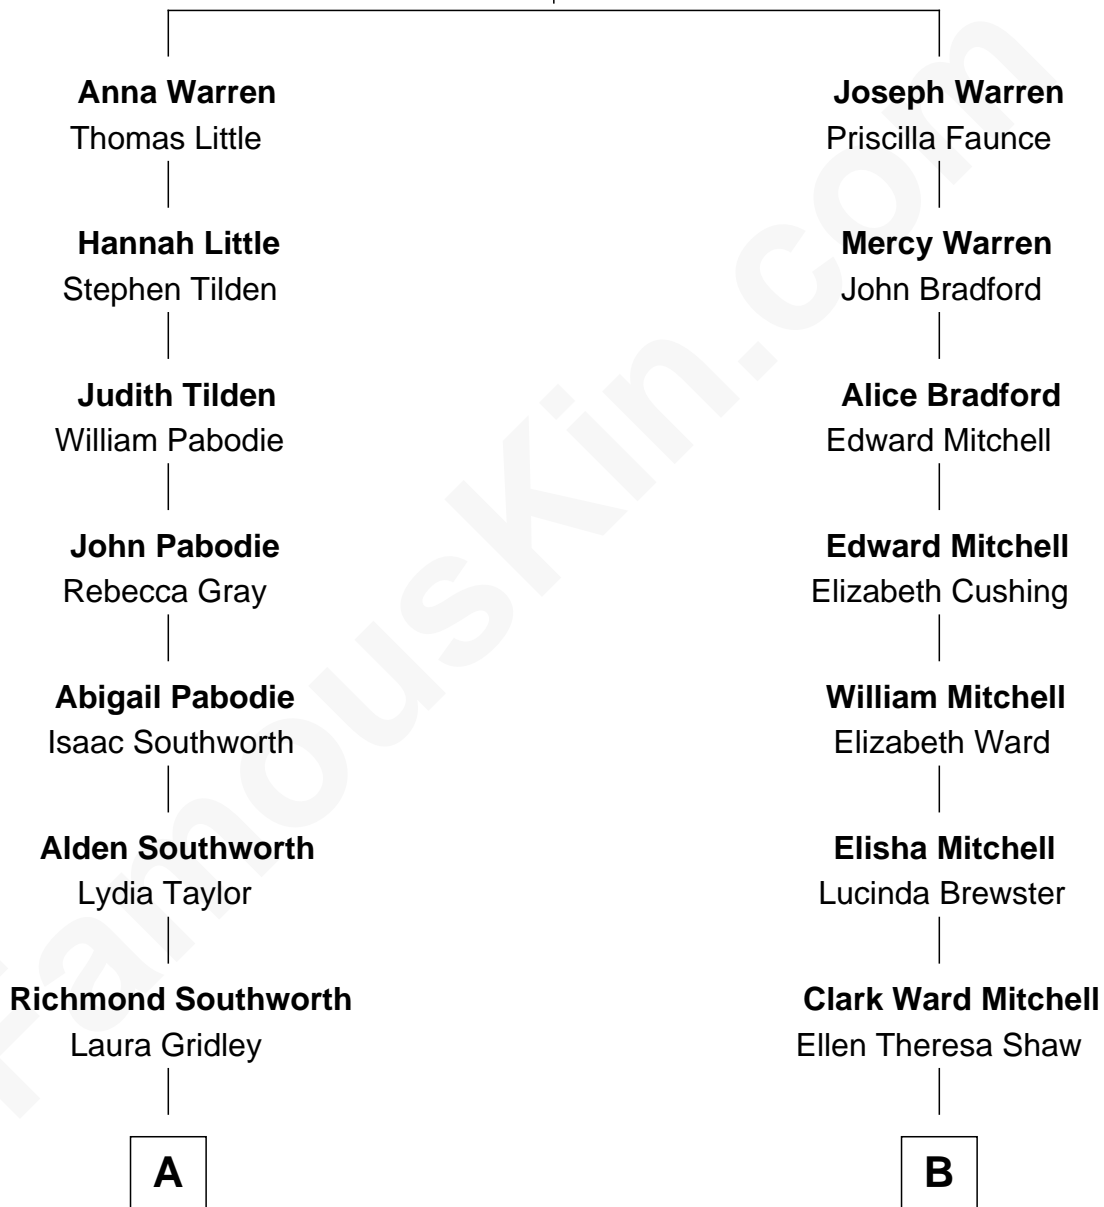 Anna Warren
Thomas Little
Hannah Little
Stephen Tilden
Judith Tilden
William Pabodie
John Pabodie
Rebecca Gray
Abigail Pabodie
Isaac Southworth
Alden Southworth
Lydia Taylor
Richmond Southworth
Laura Gridley
A
Joseph Warren
Priscilla Faunce
Mercy Warren
John Bradford
Alice Bradford
Edward Mitchell
Edward Mitchell
Elizabeth Cushing
William Mitchell
Elizabeth Ward
Elisha Mitchell
Lucinda Brewster
Clark Ward Mitchell
Ellen Theresa Shaw
B
FamousKin.com